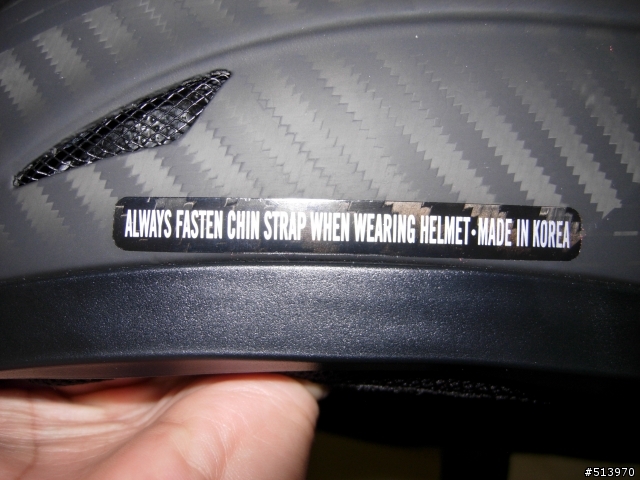 ALWAYS FASTEN CHIN STRAP WHEN WEARING HELMET·MADE IN KOREA
#513970